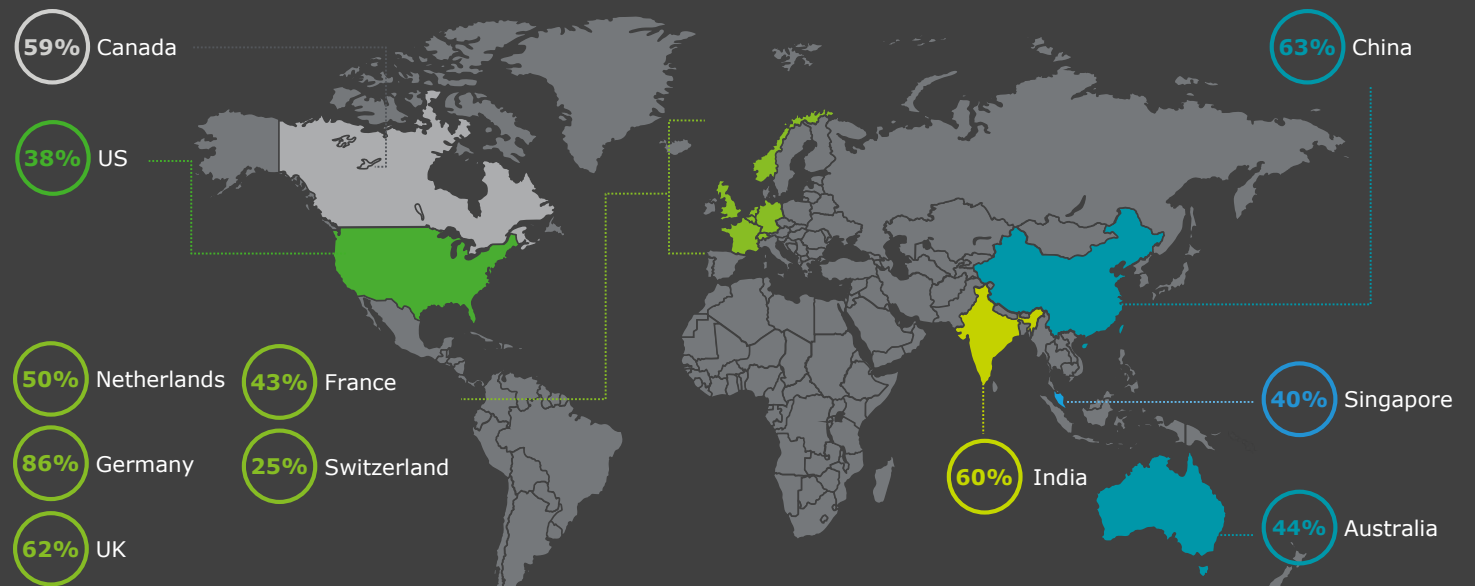 59% Canada
63% China
38% US
50% Netherlands
43% France
40% Singapore
86% Germany
25% Switzerland
60% India
62% UK
44% Australia